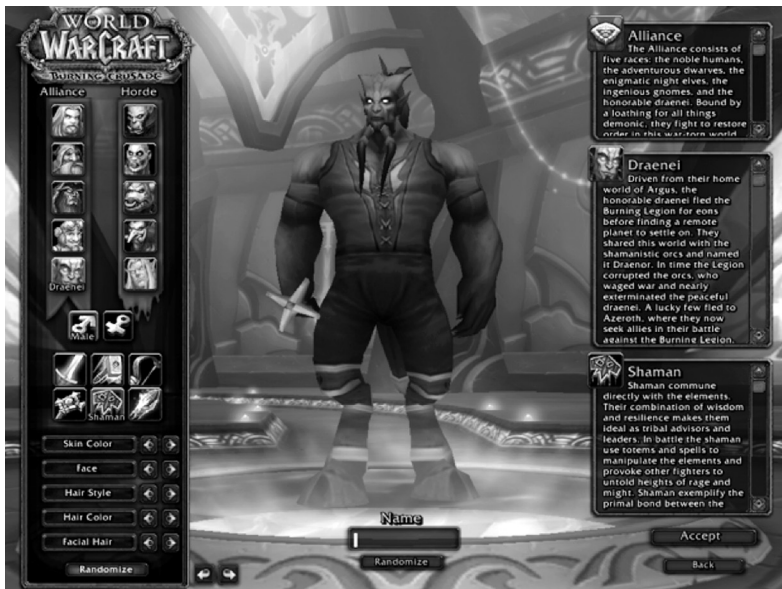 WORLD
OF
WARCRAFT
BURNING CRUSADE
Alliance Horde
Draenei
Male
Shaman
Skin Color
Face
Hair Style
Hair Color
Facial Hair
Randomize
Name
Randomize
Alliance
The Alliance consists of
five races: the noble humans,
the adventurous dwarves, the
enigmatic night elves, the
ingenious gnomes, and the
honorable draenei. Bound by
a loathing for all things
demonic, they fight to restore
order in this war-torn world
Draenei
Driven from their home
world of Argus, the
honorable draenei fled the
Burning Legion for eons
before finding a remote
planet to settle on. They
shared this world with the
shamanistic orcs and named
it Draenor. In time the Legion
corrupted the orcs, who
waged war and nearly
exterminated the peaceful
draenei. A lucky few fled to
Azeroth, where they now
seek allies in their battle
against the Burning Legion.
Shaman
Shaman commune
directly with the elements.
Their combination of wisdom
and resilience makes them
ideal as tribal advisors and
leaders. In battle the shaman
use totems and spells to
manipulate the elements and
provoke other fighters to
untold heights of rage and
might. Shaman exemplify the
primal bond between the
Accept
Back